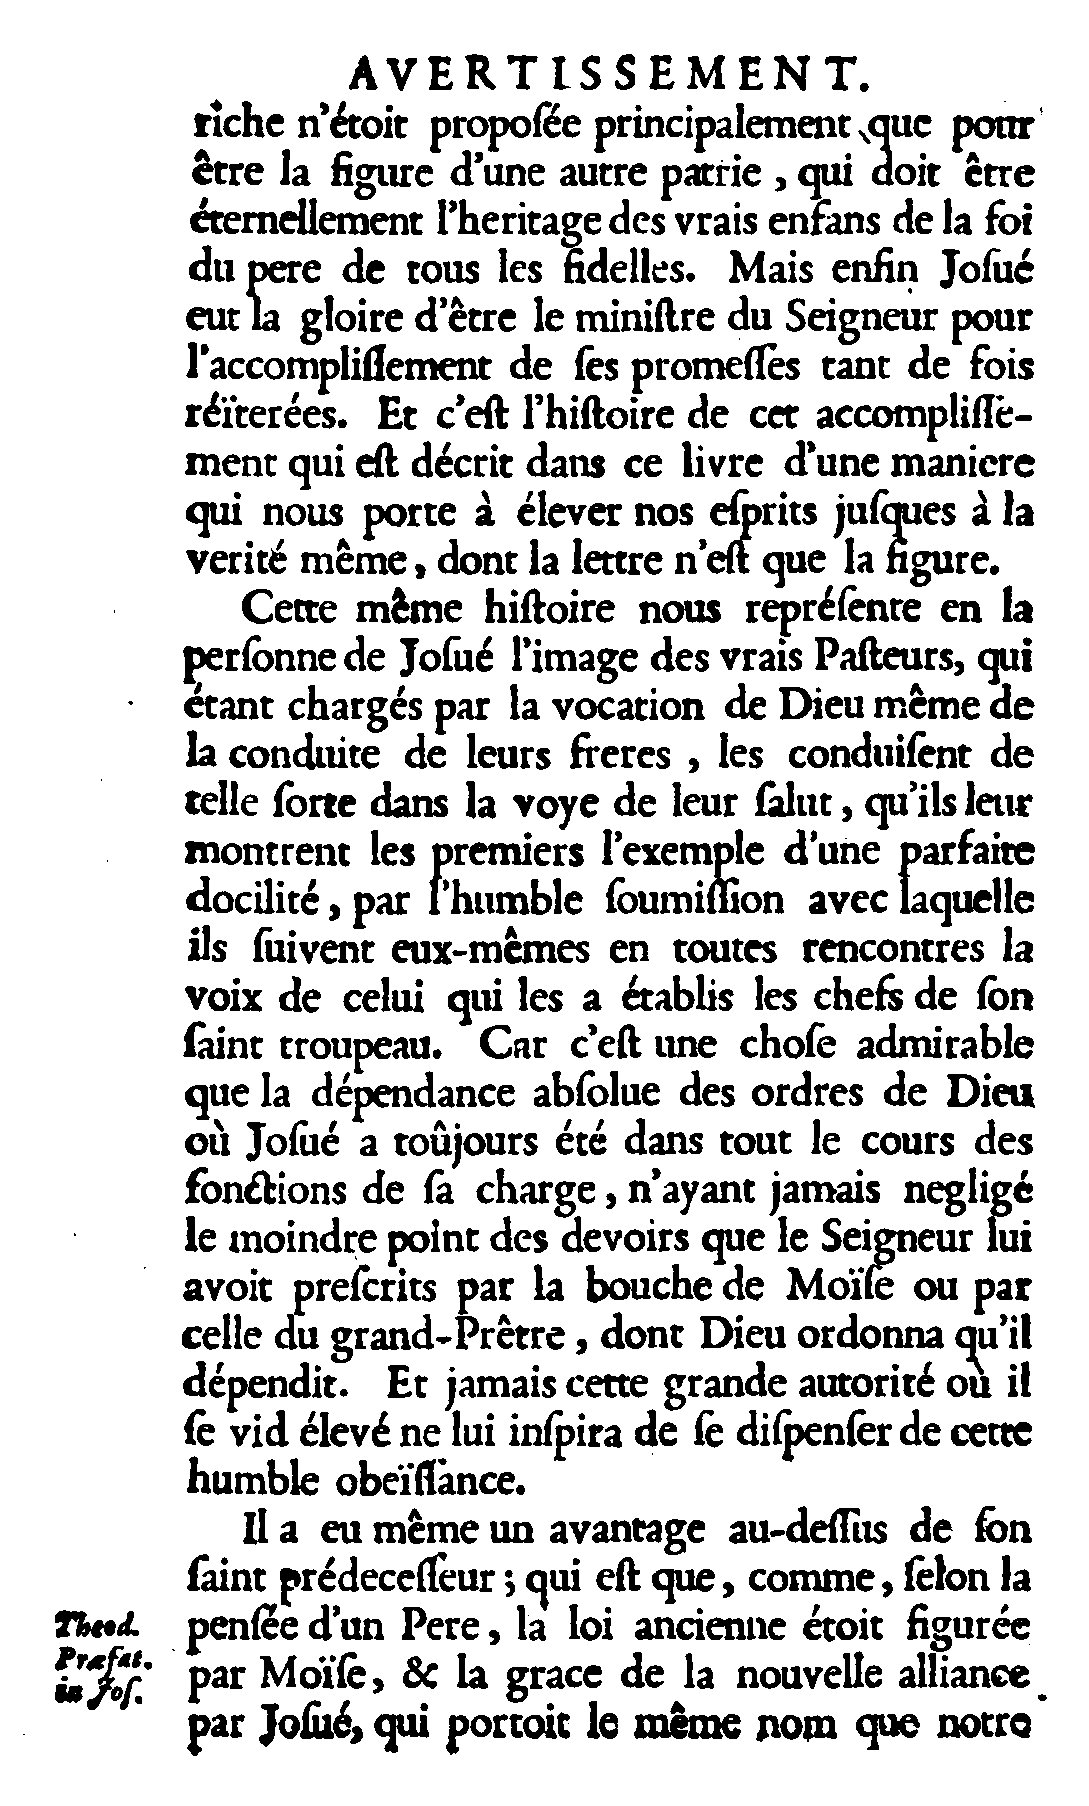 AVERTISSEMENT.
riche n'étoit proposée principalement que pour
être la figure d'une autre patrie, qui doit être
éternellement l'heritage des vrais enfans de la foi
du pere de tous les fidelles. Mais enfin Joſué
eut la gloire d'être le miniſtre du Seigneur pour
l'accompliſſement de ſes promeſſes tant de fois
réïterées. Et c'eſt l'hiſtoire de cet accompliſſe-
ment qui eſt décrit dans ce livre d'une maniere
qui nous porte à élever nos eſprits juſques à la
verité même, dont la lettre n'eſt que la figure.
Cette même hiſtoire nous repréſente en la
perſonne de Joſué l'image des vrais Paſteurs, qui
étant chargés par la vocation de Dieu même de
la conduite de leurs freres, les conduiſent de
telle ſorte dans la voye de leur ſalut, qu'ils leur
montrent les premiers l'exemple d'une parfaite
docilité, par l'humble ſoumiſſion avec laquelle
ils ſuivent eux-mêmes en toutes rencontres la
voix de celui qui les a établis les chefs de ſon
ſaint troupeau. Car c'eſt une choſe admirable
que la dépendance abſolue des ordres de Dieu
où Joſué a toûjours été dans tout le cours des
fonctions de ſa charge, n'ayant jamais negligé
le moindre point des devoirs que le Seigneur lui
avoit preſcrits par la bouche de Moïſe ou par
celle du grand-Prêtre, dont Dieu ordonna qu'il
dépendit. Et jamais cette grande autorité où il
ſe vid élevé ne lui inſpira de ſe diſpenſer de cette
humble obeïſſance.
Il a eu même un avantage au-deſſus de ſon
ſaint prédeceſſeur; qui eſt que, comme, ſelon la
penſée d'un Pere, la loi ancienne étoit figurée
par Moïſe, & la grace de la nouvelle alliance
par Joſué, qui portoit le même nom que notre
Theod.
Præfat.
in Joſ.